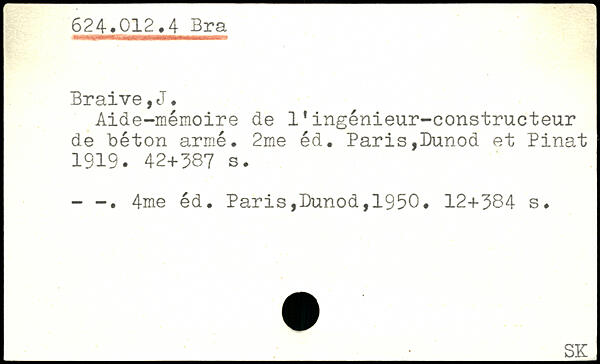 624.012.4 Bra
Braive,J.
Aide-mémoire de l'ingénieur-constructeur
de béton armé. 2me éd. Paris,Dunod et Pinat
1919. 42+387 s.
- -. 4me éd. Paris,Dunod,1950. 12+384 s.
SK